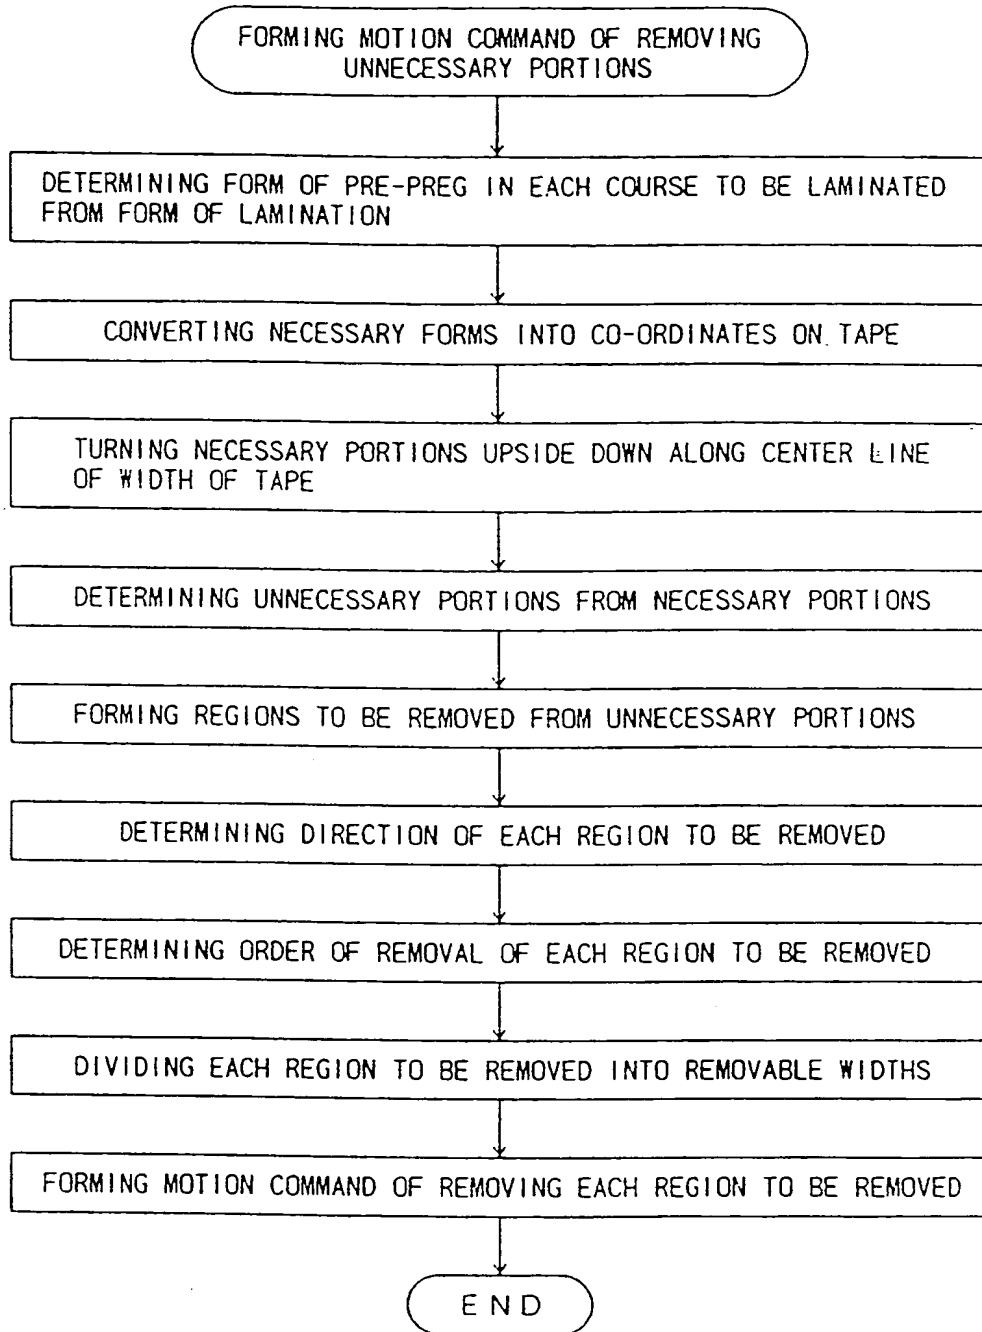 FORMING MOTION COMMAND OF REMOVING
UNNECESSARY PORTIONS
DETERMINING FORM OF PRE-PREG IN EACH COURSE TO BE LAMINATED
FROM FORM OF LAMINATION
CONVERTING NECESSARY FORMS INTO CO-ORDINATES ON TAPE
TURNING NECESSARY PORTIONS UPSIDE DOWN ALONG CENTER LINE
OF WIDTH OF TAPE
DETERMINING UNNECESSARY PORTIONS FROM NECESSARY PORTIONS
FORMING REGIONS TO BE REMOVED FROM UNNECESSARY PORTIONS
DETERMINING DIRECTION OF EACH REGION TO BE REMOVED
DETERMINING ORDER OF REMOVAL OF EACH REGION TO BE REMOVED
DIVIDING EACH REGION TO BE REMOVED INTO REMOVABLE WIDTHS
FORMING MOTION COMMAND OF REMOVING EACH REGION TO BE REMOVED
END